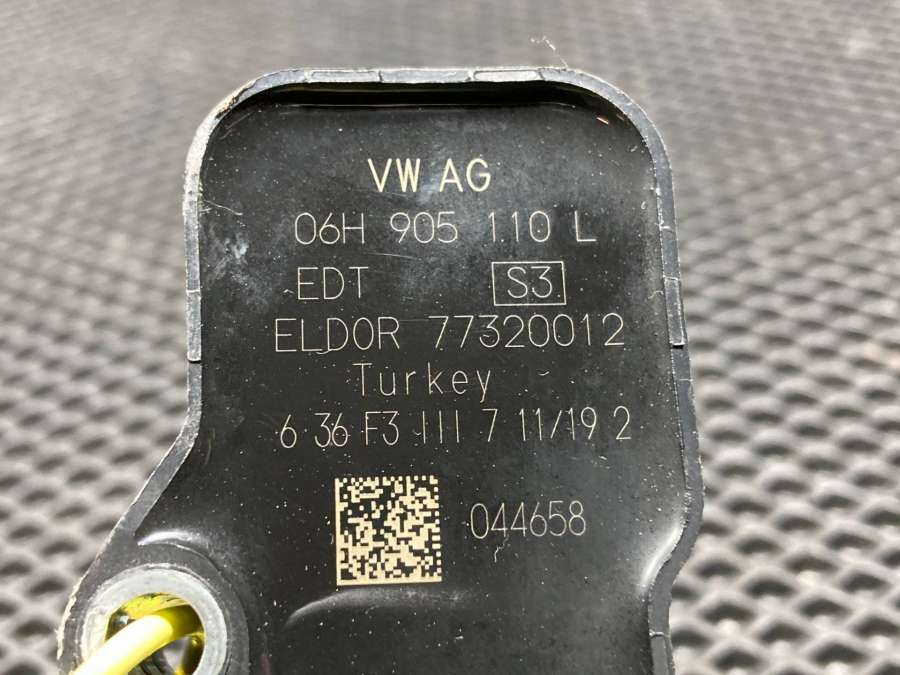 VW AG
06H 905 110 L
EDT S3
ELDOR 77320012
Turkey
6 36 F3 III 7 11/19 2
044658